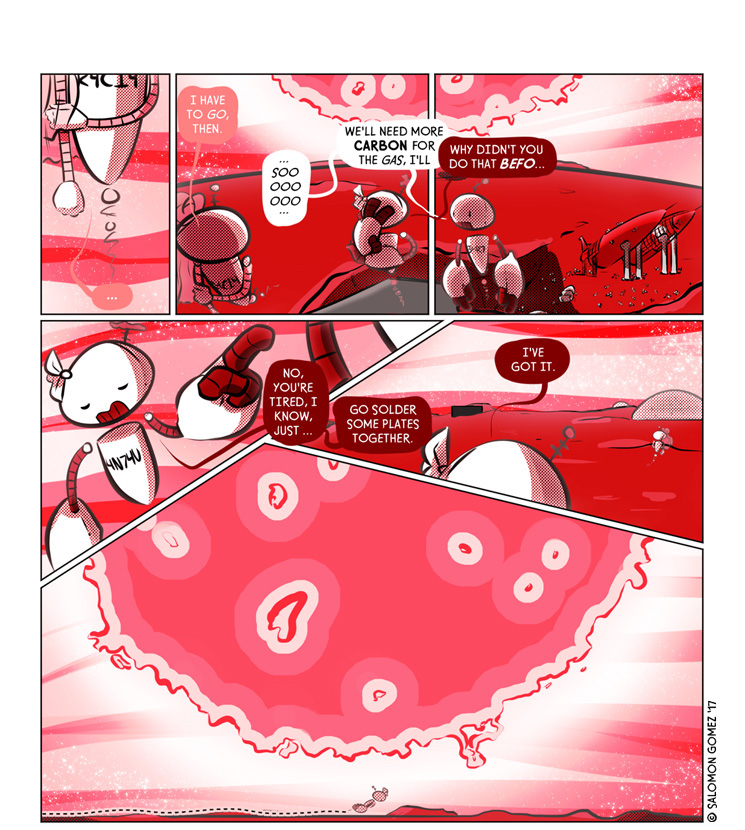 I HAVE
TO GO,
THEN.
...
...
SOO
OOO
OOO
...
WE'LL NEED MORE
CARBON FOR
THE GAS, I'LL
WHY DIDN'T YOU
DO THAT BEFO...
NO,
YOU'RE
TIRED, I
KNOW,
JUST ...
GO SOLDER
SOME PLATES
TOGETHER.
4N74U
I'VE
GOT IT.
© SALOMON GOMEZ '17